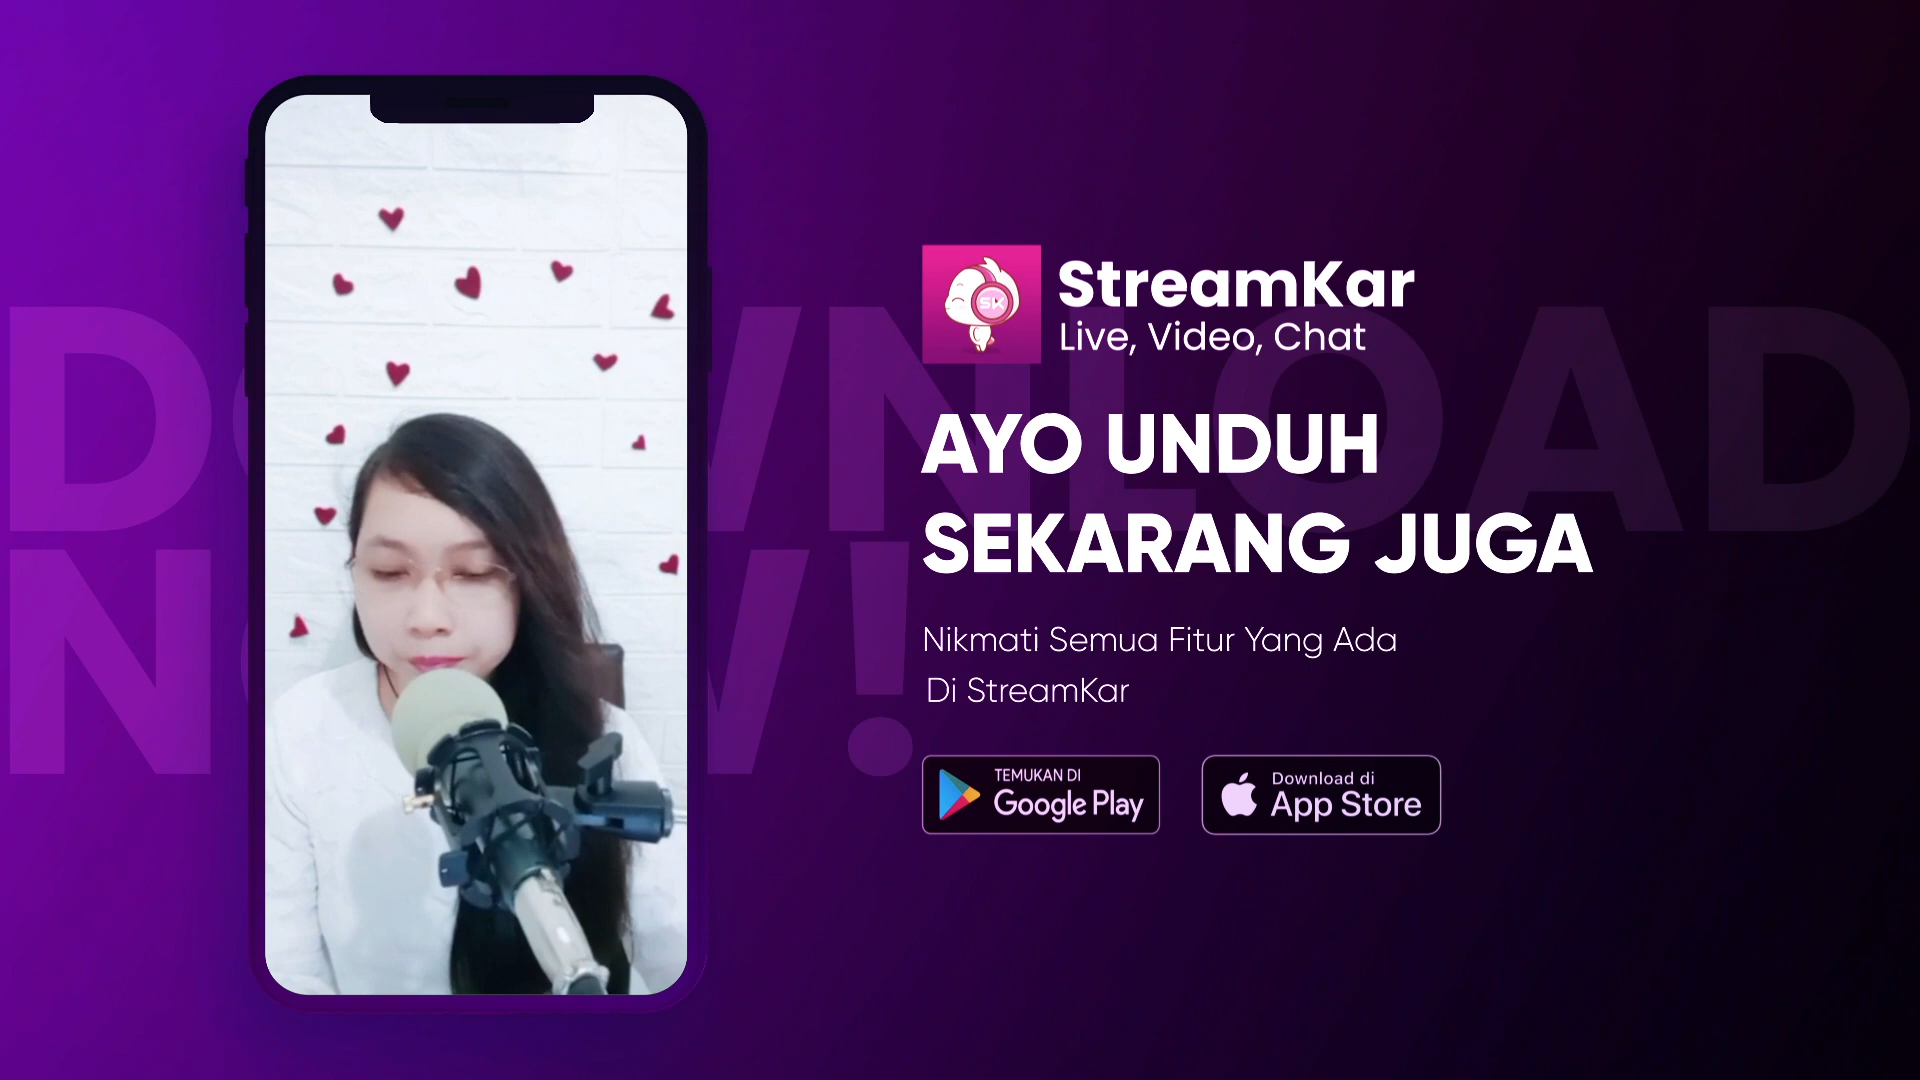 SK
StreamKar
Live, Video, Chat
DOWNLOAD
NOW!
AYO UNDUH
SEKARANG JUGA
Nikmati Semua Fitur Yang Ada
Di StreamKar
TEMUKAN DI
Google Play
Download di
App Store